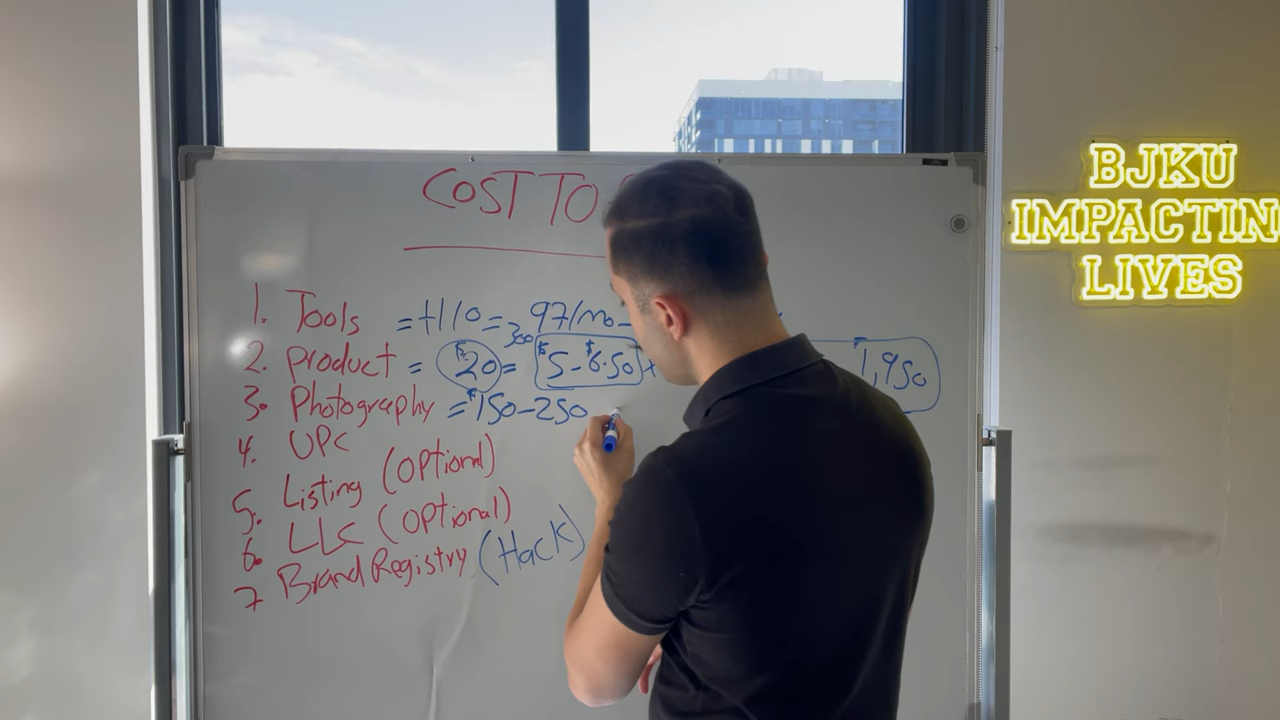 COST TO
1. Tools = H10 = 97/mo
300
2. product = $20 = $5-$6.50 + $1,950
3. Photography = $150-250
4. UPC
5. Listing (optional)
6. LLC (optional)
7 Brand Registry (Hack)
BJKU
IMPACTIN
LIVES